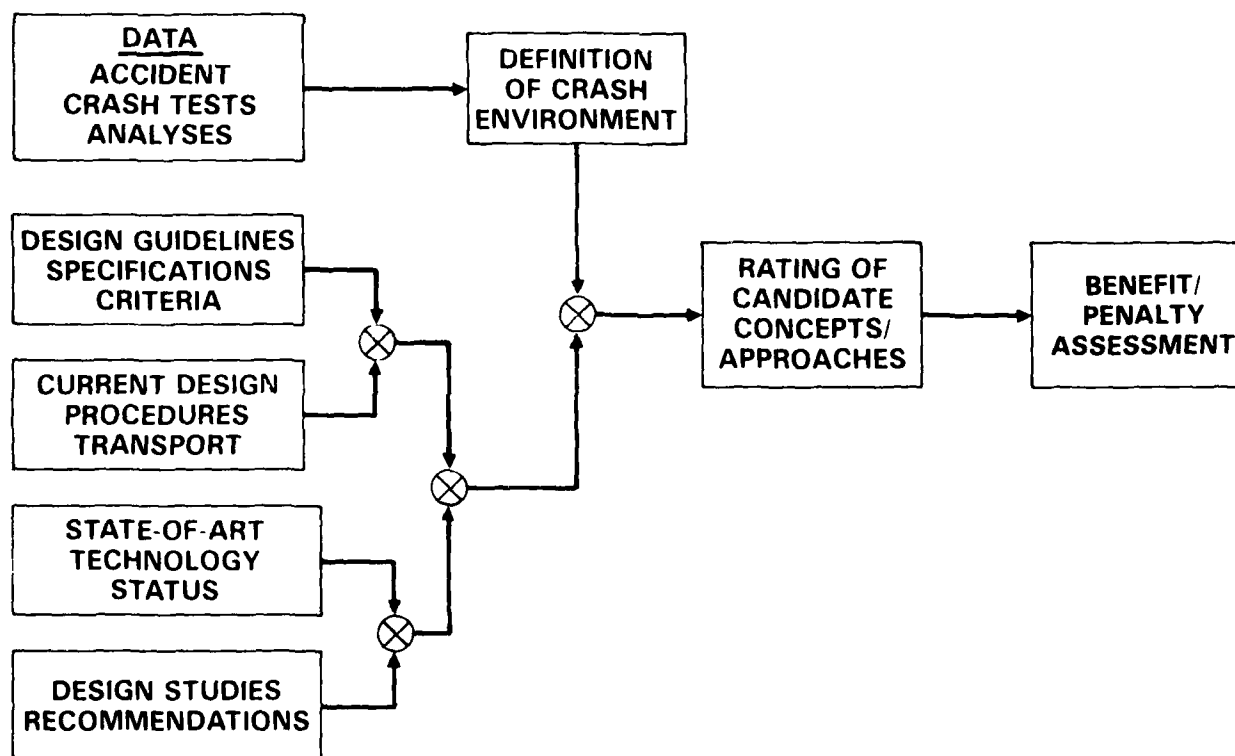 DATA
ACCIDENT
CRASH TESTS
ANALYSES
DEFINITION
OF CRASH
ENVIRONMENT
DESIGN GUIDELINES
SPECIFICATIONS
CRITERIA
CURRENT DESIGN
PROCEDURES
TRANSPORT
STATE-OF-ART
TECHNOLOGY
STATUS
DESIGN STUDIES
RECOMMENDATIONS
RATING OF
CANDIDATE
CONCEPTS/
APPROACHES
BENEFIT/
PENALTY
ASSESSMENT